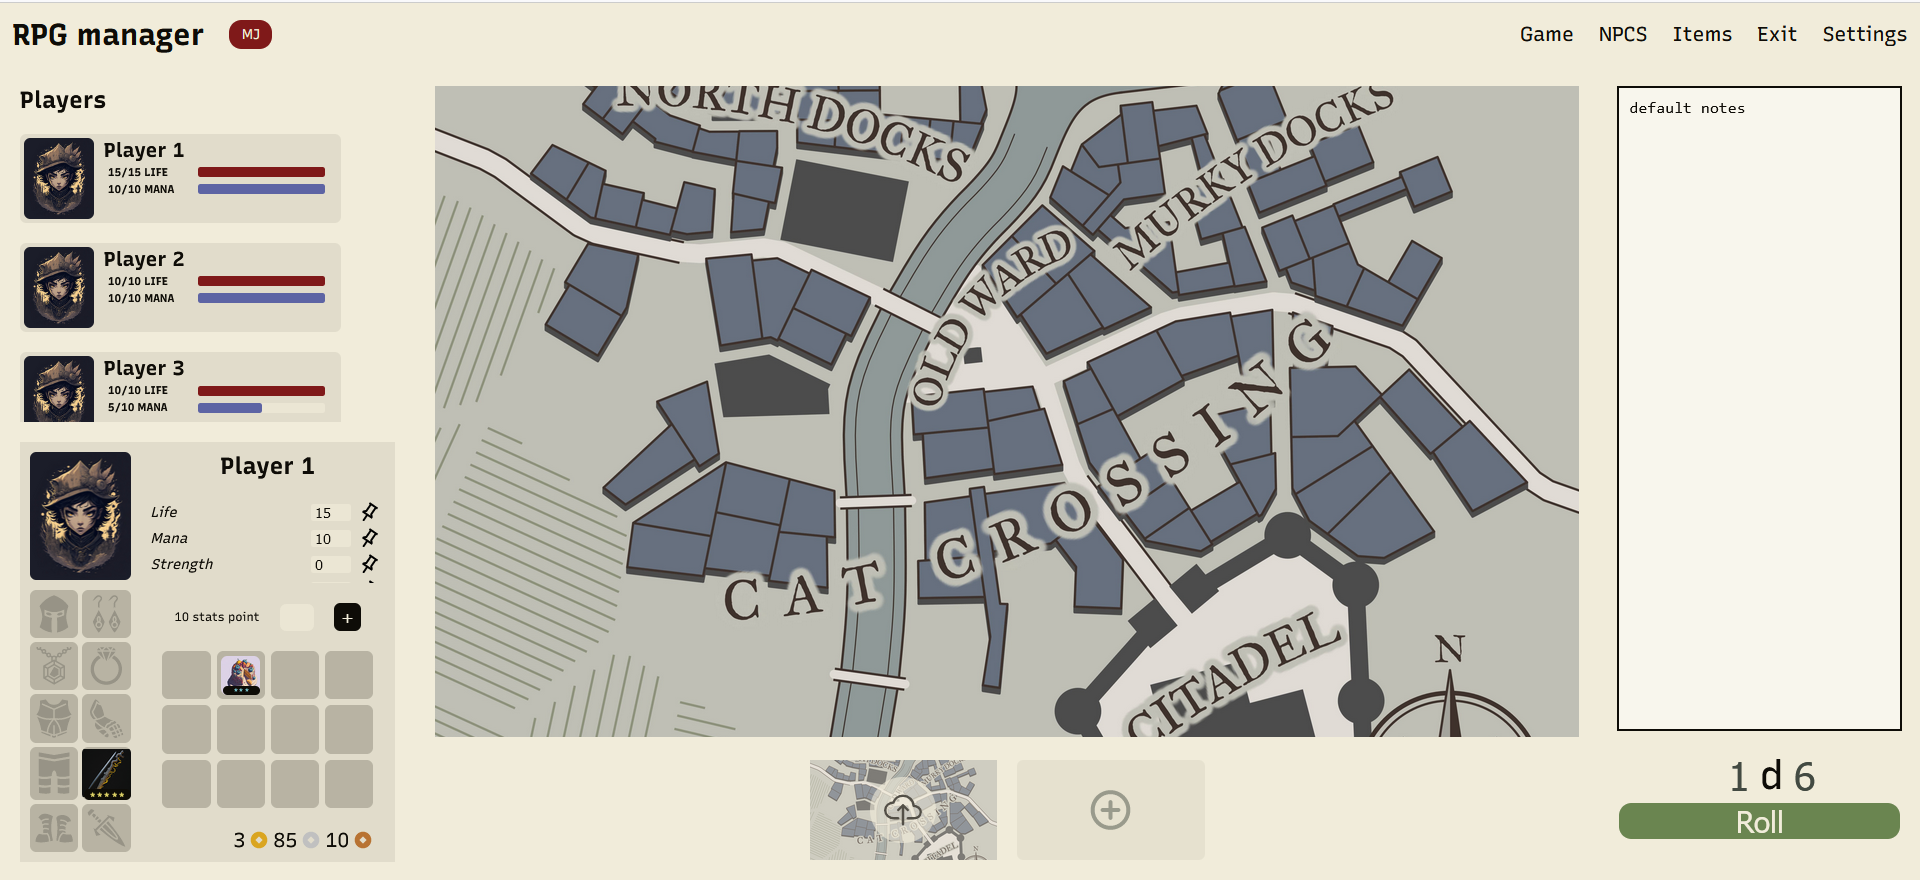 RPG manager
MJ
Game
NPCS
Items
Exit
Settings
Players
Player 1
15/15 LIFE
10/10 MANA
Player 2
10/10 LIFE
10/10 MANA
Player 3
10/10 LIFE
5/10 MANA
Player 1
Life 15
Mana 10
Strength 0
10 stats point
+
3 85 10
NORTH DOCKS
MURKY DOCKS
OLD WARD
CAT CROSSING
CITADEL
N
default notes
1 d 6
Roll